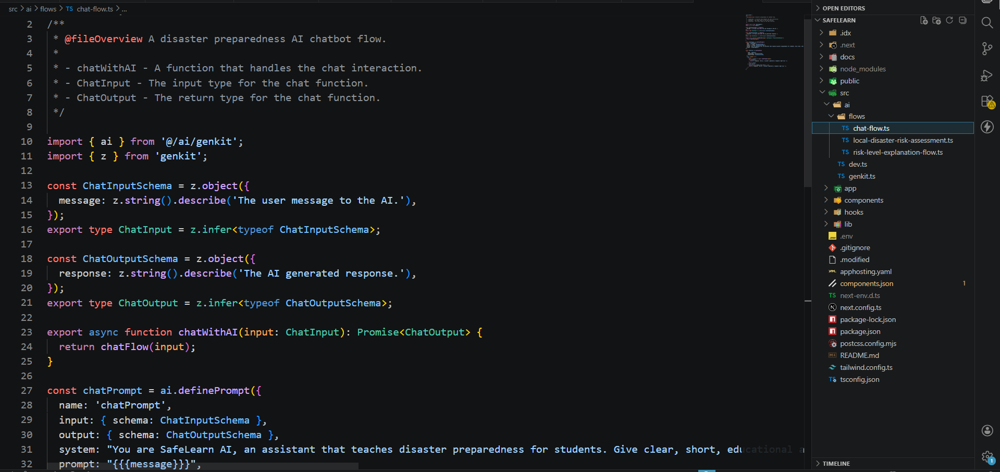 src > ai > flows > TS chat-flow.ts > ...
2 /**
3  * @fileOverview A disaster preparedness AI chatbot flow.
4  *
5  * - chatWithAI - A function that handles the chat interaction.
6  * - ChatInput - The input type for the chat function.
7  * - ChatOutput - The return type for the chat function.
8  */
9
10 import { ai } from '@/ai/genkit';
11 import { z } from 'genkit';
12
13 const ChatInputSchema = z.object({
14   message: z.string().describe('The user message to the AI.'),
15 });
16 export type ChatInput = z.infer<typeof ChatInputSchema>;
17
18 const ChatOutputSchema = z.object({
19   response: z.string().describe('The AI generated response.'),
20 });
21 export type ChatOutput = z.infer<typeof ChatOutputSchema>;
22
23 export async function chatWithAI(input: ChatInput): Promise<ChatOutput> {
24   return chatFlow(input);
25 }
26
27 const chatPrompt = ai.definePrompt({
28   name: 'chatPrompt',
29   input: { schema: ChatInputSchema },
30   output: { schema: ChatOutputSchema },
31   system: "You are SafeLearn AI, an assistant that teaches disaster preparedness for students. Give clear, short, educational a
32   prompt: "{{{message}}}",
OPEN EDITORS
SAFELEARN
.idx
.next
docs
node_modules
public
src
ai
flows
TS chat-flow.ts
TS local-disaster-risk-assessment.ts
TS risk-level-explanation-flow.ts
TS dev.ts
TS genkit.ts
app
components
hooks
lib
.env
.gitignore
.modified
apphosting.yaml
components.json 1
TS next-env.d.ts
next.config.ts
package-lock.json
package.json
postcss.config.mjs
README.md
tailwind.config.ts
TS tsconfig.json
TIMELINE
1